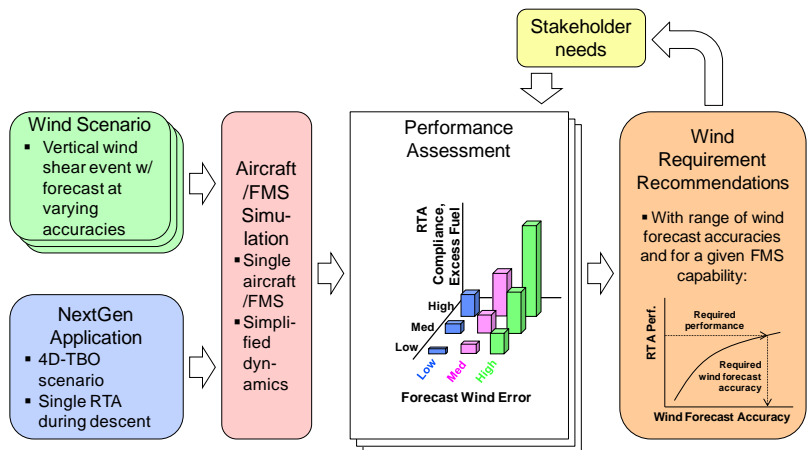 Stakeholder
needs
Wind Scenario
▪ Vertical wind
shear event w/
forecast at
varying
accuracies
NextGen
Application
▪ 4D-TBO
scenario
▪ Single RTA
during descent
Aircraft
/FMS
Simu-
lation
▪ Single
aircraft
/FMS
▪ Simpli-
fied dyn-
amics
Performance
Assessment
RTA
Compliance,
Excess Fuel
High
Med
Low
Low
Med
High
Forecast Wind Error
Wind
Requirement
Recommendations
▪ With range of wind
forecast accuracies
and for a given FMS
capability:
RTA Perf.
Required
performance
Required
wind forecast
accuracy
Wind Forecast Accuracy